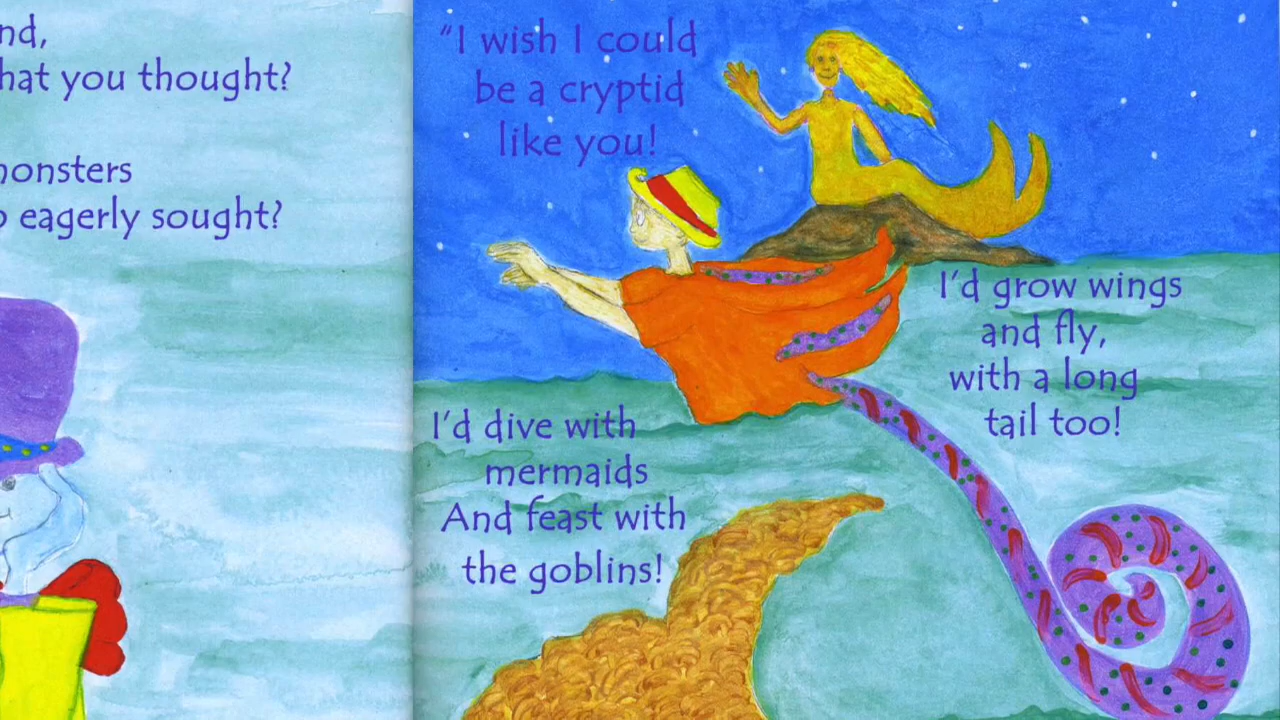 nd,
hat you thought?
monsters
o eagerly sought?
"I wish I could
be a cryptid
like you!
I'd grow wings
and fly,
with a long
tail too!
I'd dive with
mermaids
And feast with
the goblins!